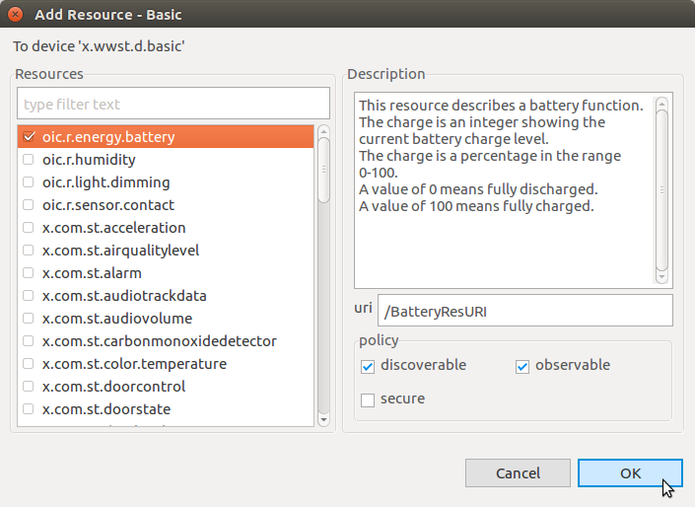 Add Resource - Basic
To device 'x.wwst.d.basic'
Resources
type filter text
oic.r.energy.battery
oic.r.humidity
oic.r.light.dimming
oic.r.sensor.contact
x.com.st.acceleration
x.com.st.airqualitylevel
x.com.st.alarm
x.com.st.audiotrackdata
x.com.st.audiovolume
x.com.st.carbonmonoxidedetector
x.com.st.color.temperature
x.com.st.doorcontrol
x.com.st.doorstate
Description
This resource describes a battery function.
The charge is an integer showing the
current battery charge level.
The charge is a percentage in the range
0-100.
A value of 0 means fully discharged.
A value of 100 means fully charged.
uri /BatteryResURI
policy
discoverable observable
secure
Cancel OK